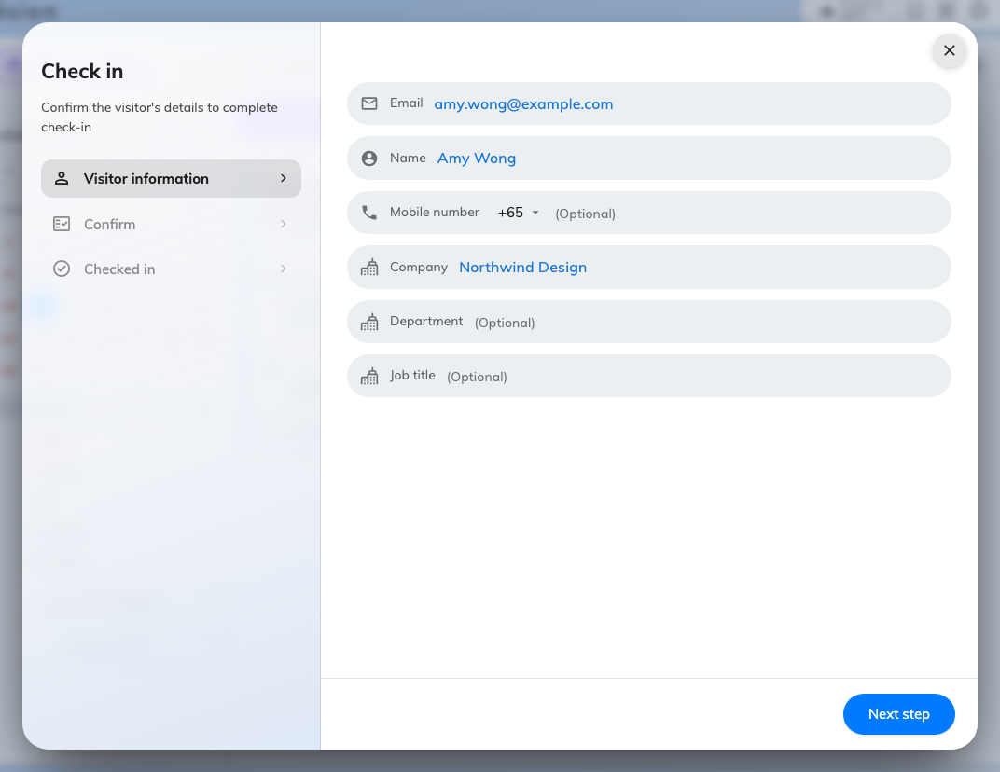 Check in
Confirm the visitor's details to complete
check-in
Visitor information
Confirm
Checked in
Email amy.wong@example.com
Name Amy Wong
Mobile number +65 (Optional)
Company Northwind Design
Department (Optional)
Job title (Optional)
Next step